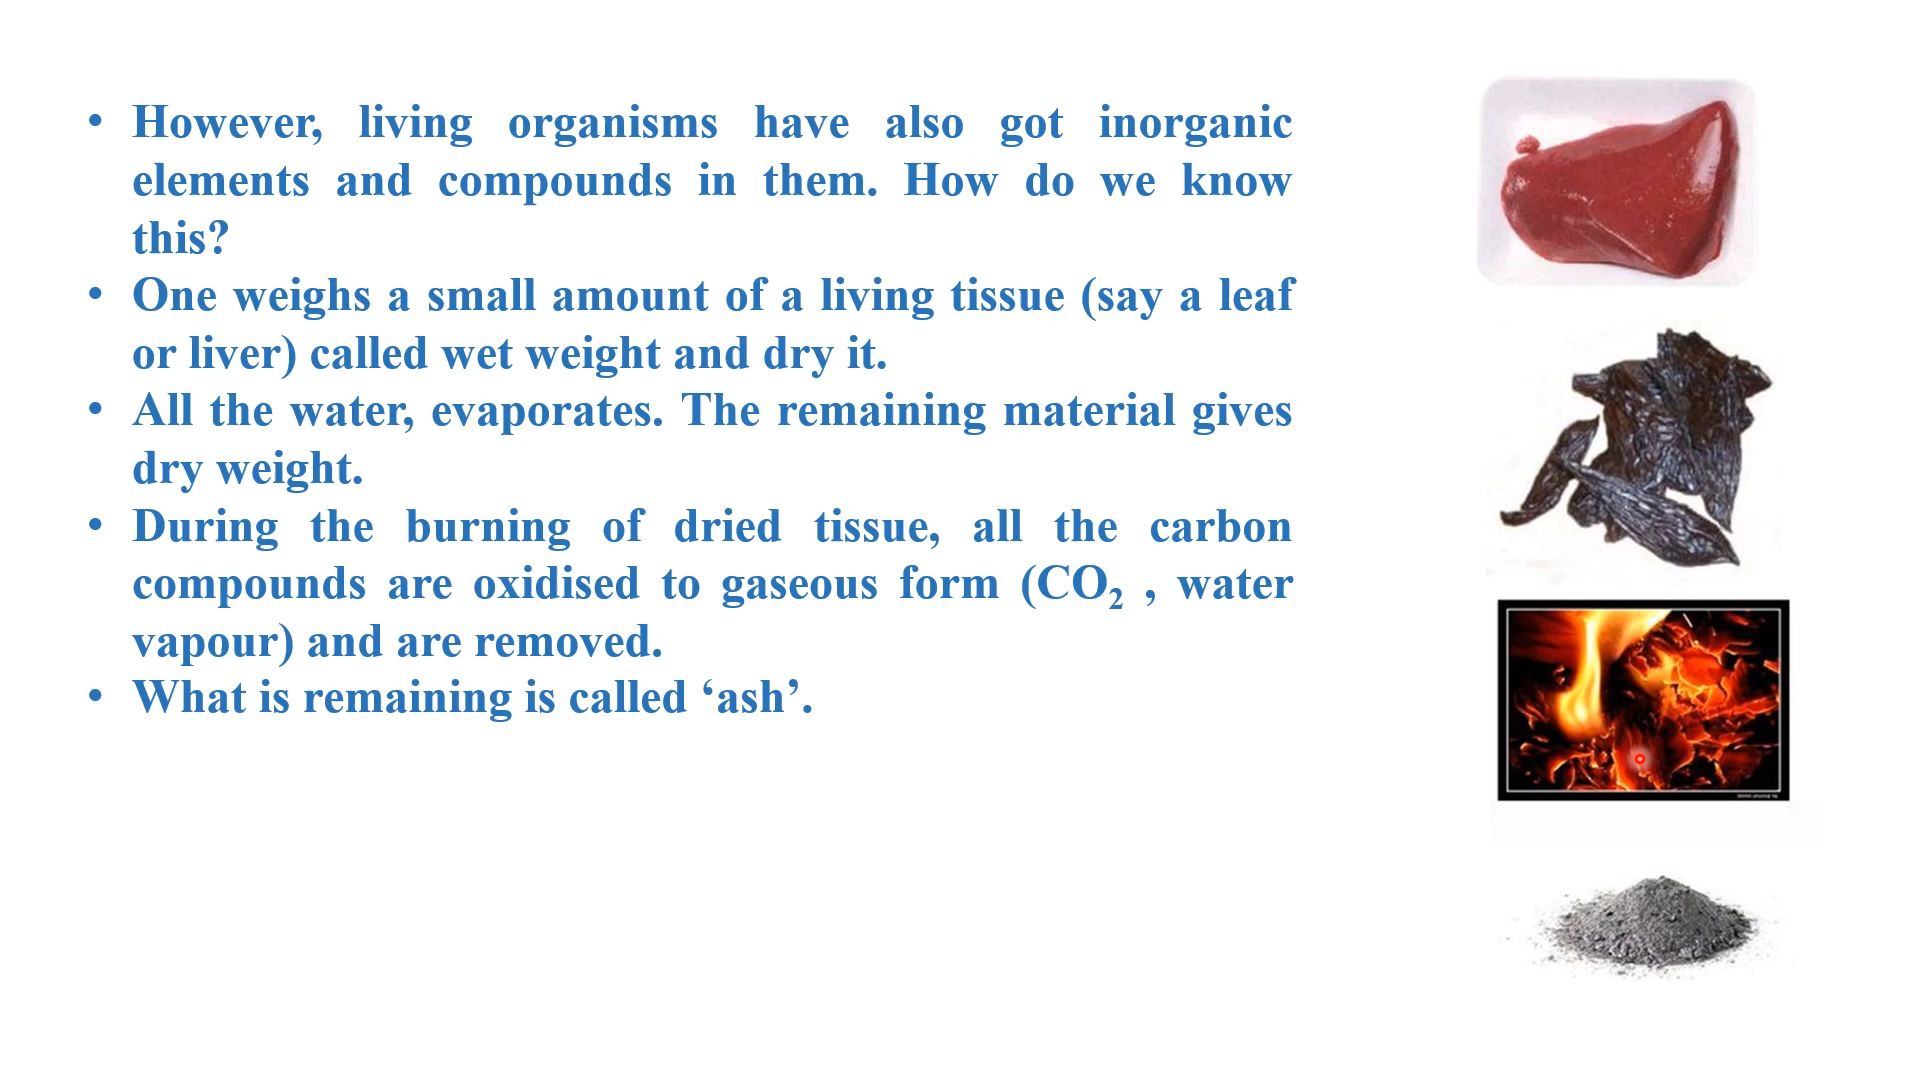 • However, living organisms have also got inorganic
elements and compounds in them. How do we know
this?
• One weighs a small amount of a living tissue (say a leaf
or liver) called wet weight and dry it.
• All the water, evaporates. The remaining material gives
dry weight.
• During the burning of dried tissue, all the carbon
compounds are oxidised to gaseous form (CO₂ , water
vapour) and are removed.
• What is remaining is called ‘ash’.